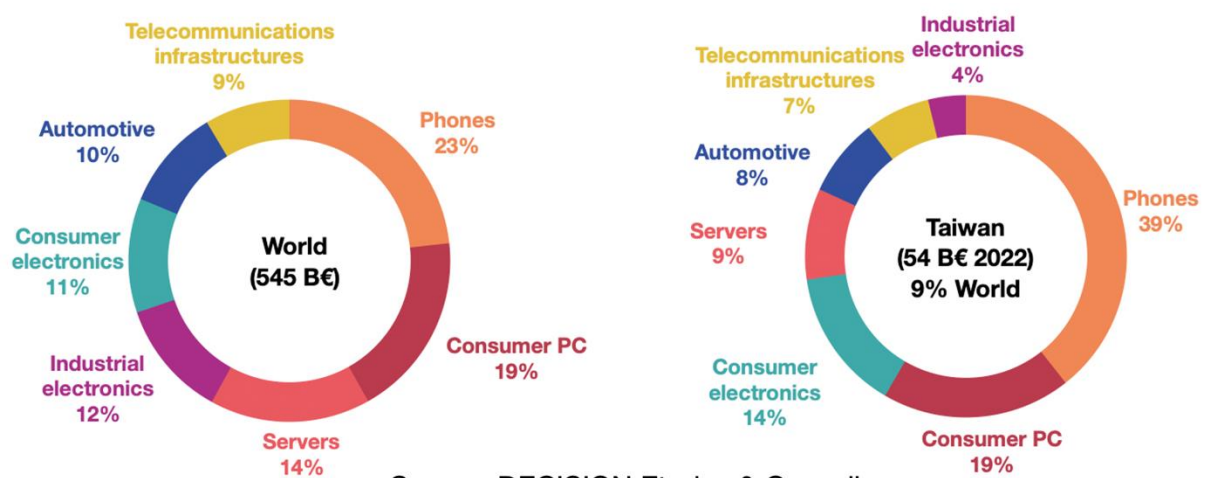 Telecommunications
infrastructures
9%
Automotive
10%
Phones
23%
Consumer
electronics
11%
World
(545 B€)
Industrial
electronics
12%
Consumer PC
19%
Servers
14%
Industrial
electronics
4%
Telecommunications
infrastructures
7%
Automotive
8%
Phones
39%
Servers
9%
Taiwan
(54 B€ 2022)
9% World
Consumer
electronics
14%
Consumer PC
19%
DECISION